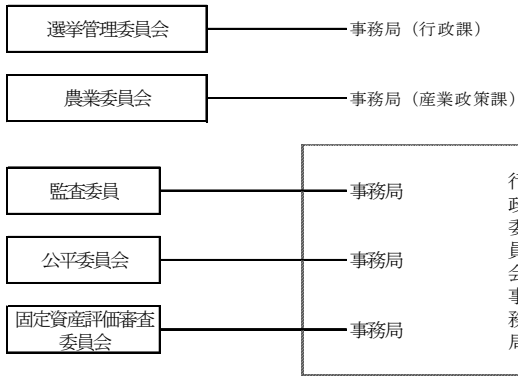 選挙管理委員会
事務局（行政課）
農業委員会
事務局（産業政策課）
監査委員
事務局
公平委員会
事務局
固定資産評価審査
委員会
事務局
行政委員会事務局